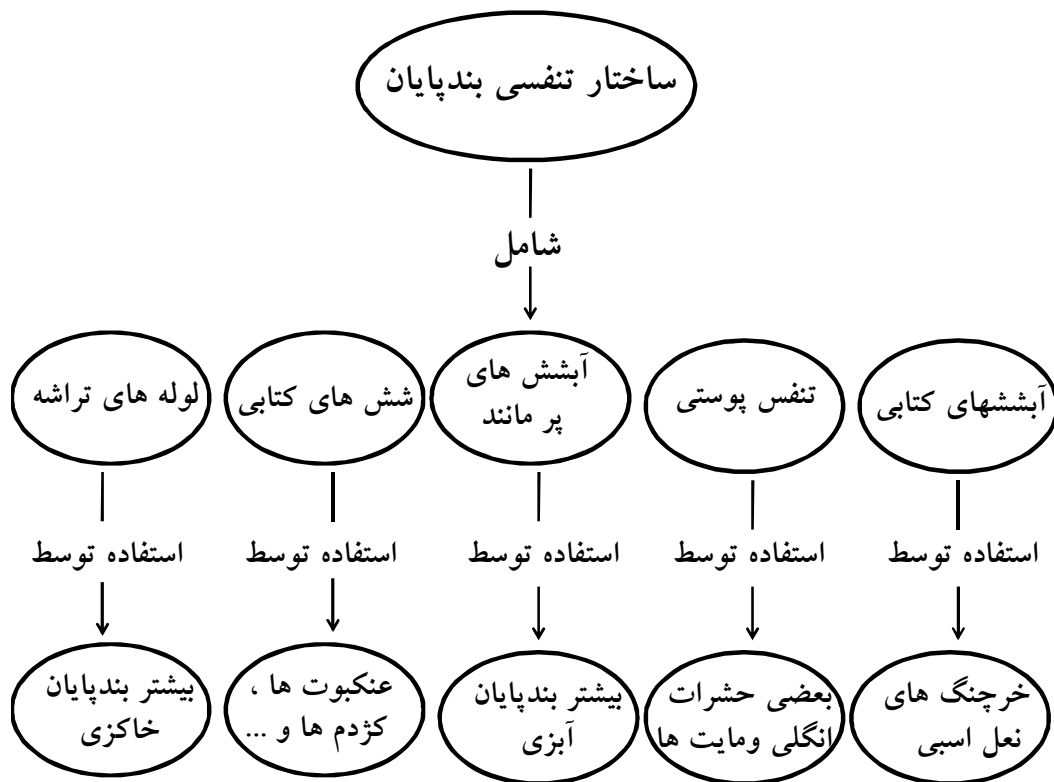 ساختار تنفسی بندپایان
شامل
آبششهای کتابی
تنفس پوستی
آبشش های
پر مانند
شش های کتابی
لوله های تراشه
استفاده توسط
استفاده توسط
استفاده توسط
استفاده توسط
استفاده توسط
خرچنگ های
نعل اسبی
بعضی حشرات
انگلی ومایت ها
بیشتر بندپایان
آبزی
عنکبوت ها ،
کژدم ها و ...
بیشتر بندپایان
خاکزی